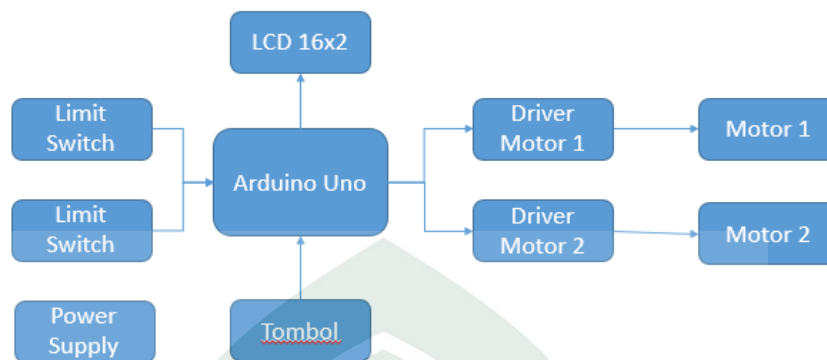 LCD 16x2
Limit
Switch
Driver
Motor 1
Motor 1
Arduino Uno
Limit
Switch
Driver
Motor 2
Motor 2
Power
Supply
Tombol